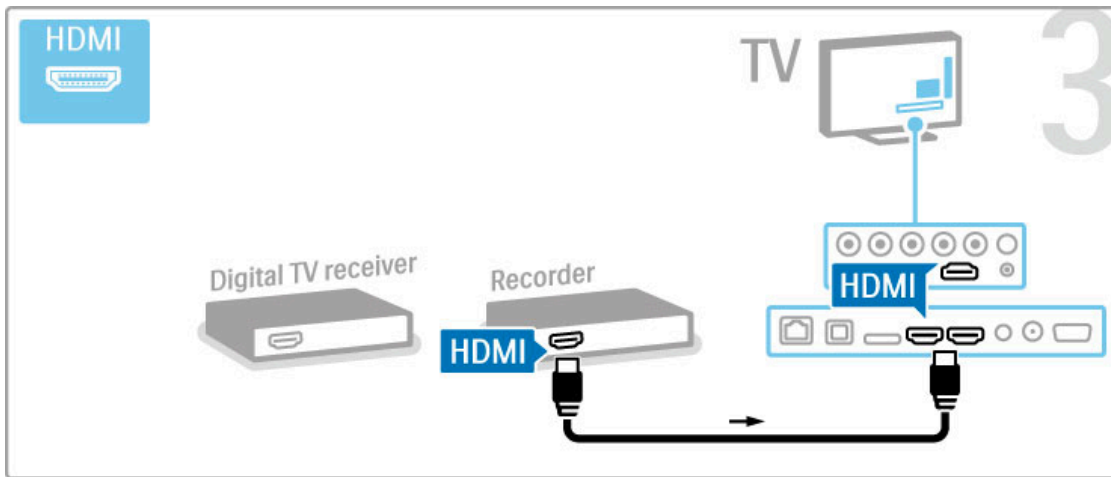 HDMI
TV
3
Digital TV receiver
Recorder
HDMI
HDMI